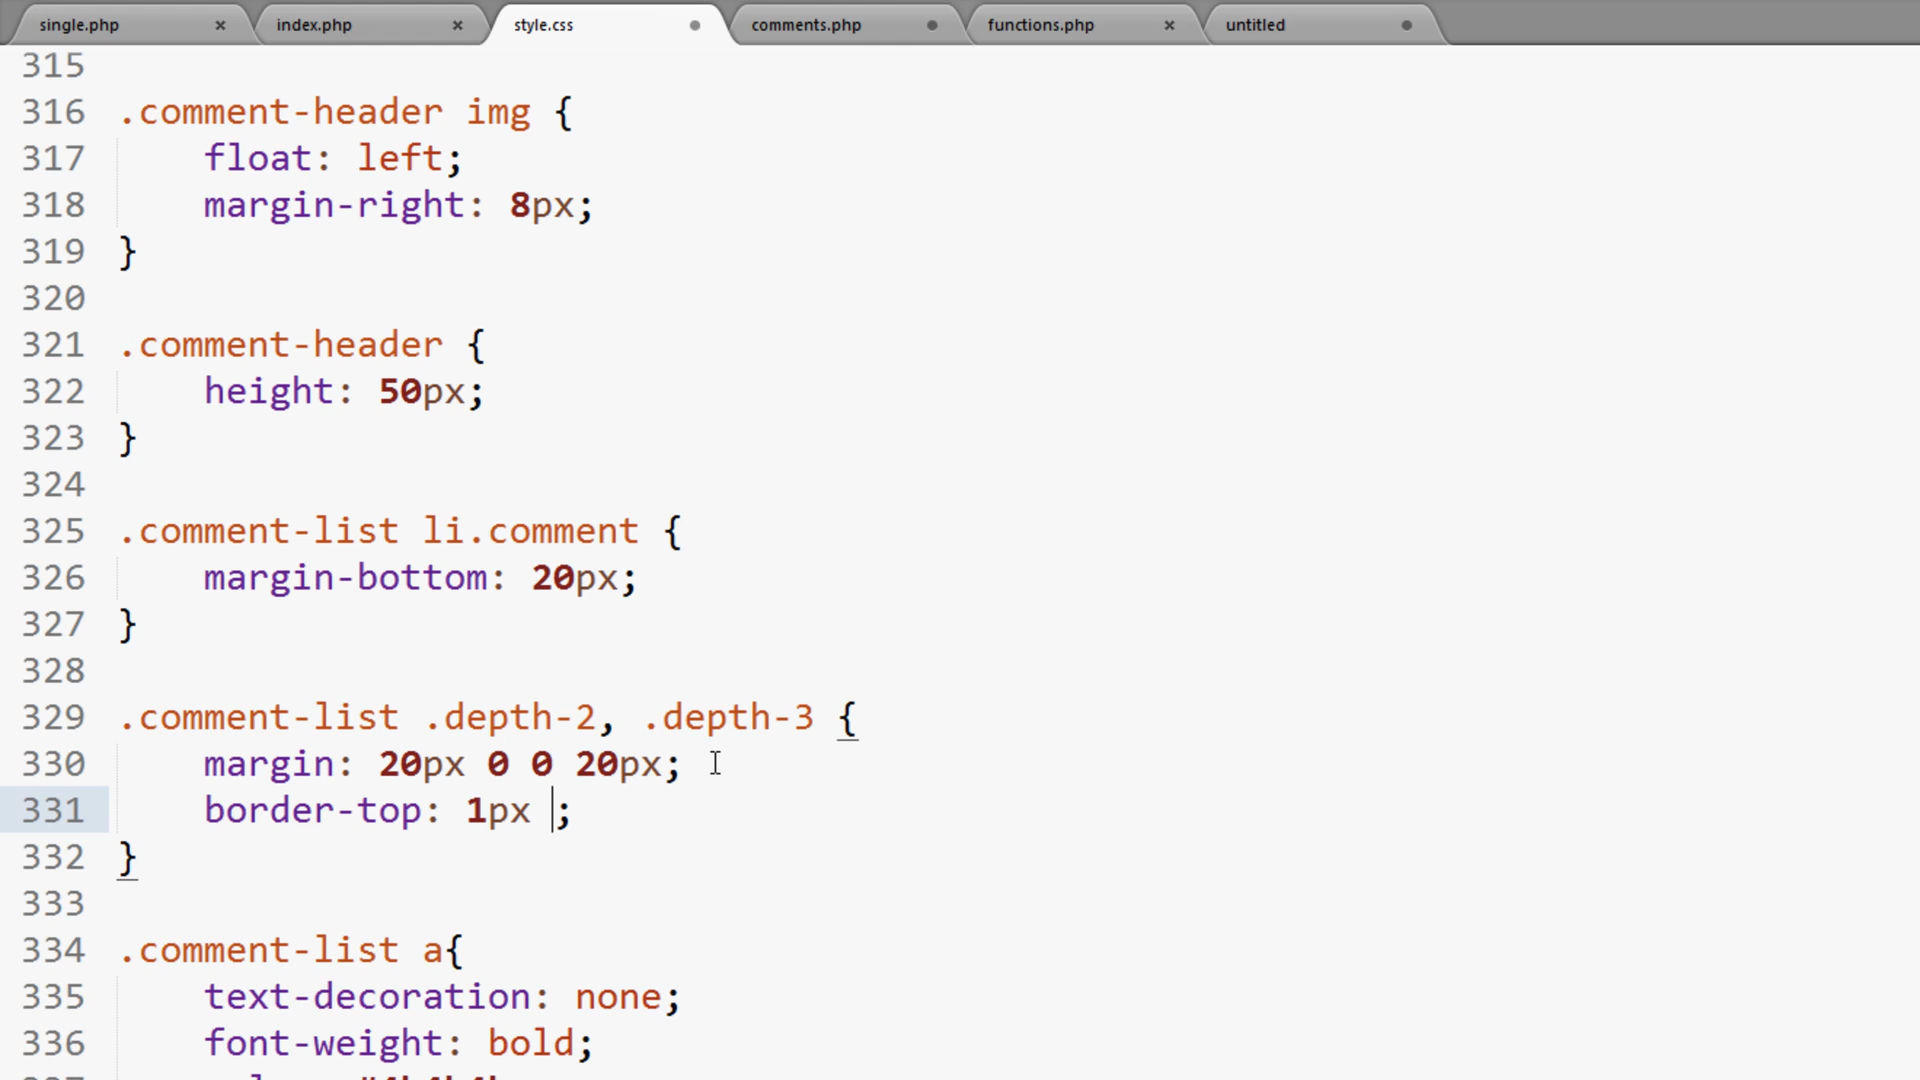 single.php × index.php × style.css comments.php functions.php × untitled
315
316 .comment-header img {
317 float: left;
318 margin-right: 8px;
319 }
320
321 .comment-header {
322 height: 50px;
323 }
324
325 .comment-list li.comment {
326 margin-bottom: 20px;
327 }
328
329 .comment-list .depth-2, .depth-3 {
330 margin: 20px 0 0 20px;
331 border-top: 1px ;
332 }
333
334 .comment-list a{
335 text-decoration: none;
336 font-weight: bold;